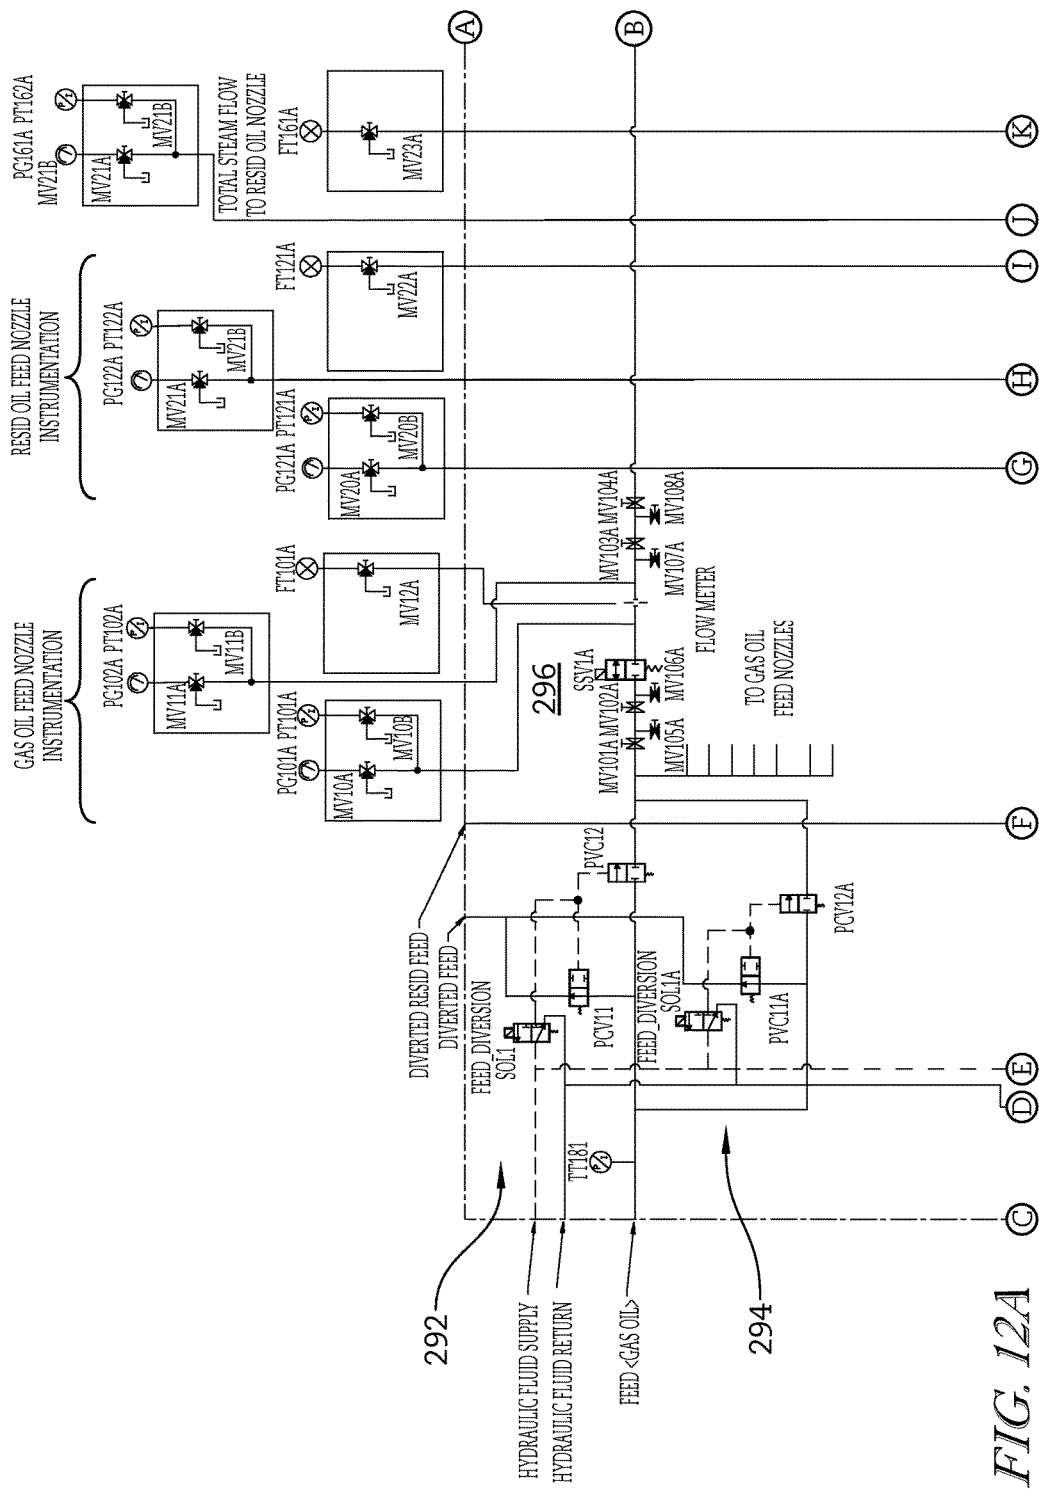 GAS OIL FEED NOZZLE
INSTRUMENTATION
RESID OIL FEED NOZZLE
INSTRUMENTATION
PG161A PT162A
MV21B
MV21A
MV21B
TOTAL STEAM FLOW
TO RESID OIL NOZZLE
PG102A PT102A
MV11A
MV11B
PG122A PT122A
MV21A
MV21B
PG101A PT101A
MV10A
MV10B
FT101A
MV12A
PG121A PT121A
MV20A
MV20B
FT121A
MV22A
FT161A
MV23A
A
B
DIVERTED RESID FEED
DIVERTED FEED
FEED_DIVERSION
SOL1
292
HYDRAULIC FLUID SUPPLY
HYDRAULIC FLUID RETURN
TT181
PCV11
PVC12
296
SSV1A
MV101A MV102A
MV103A MV104A
FEED <GAS OIL>
FEED_DIVERSION
SOL1A
MV105A MV106A
MV107A MV108A
FLOW METER
294
PVC11A
PCV12A
TO GAS OIL
FEED NOZZLES
C
D
E
F
G
H
I
J
K
FIG. 12A
P/I
P/I
P/I
P/I
P/I
P/I